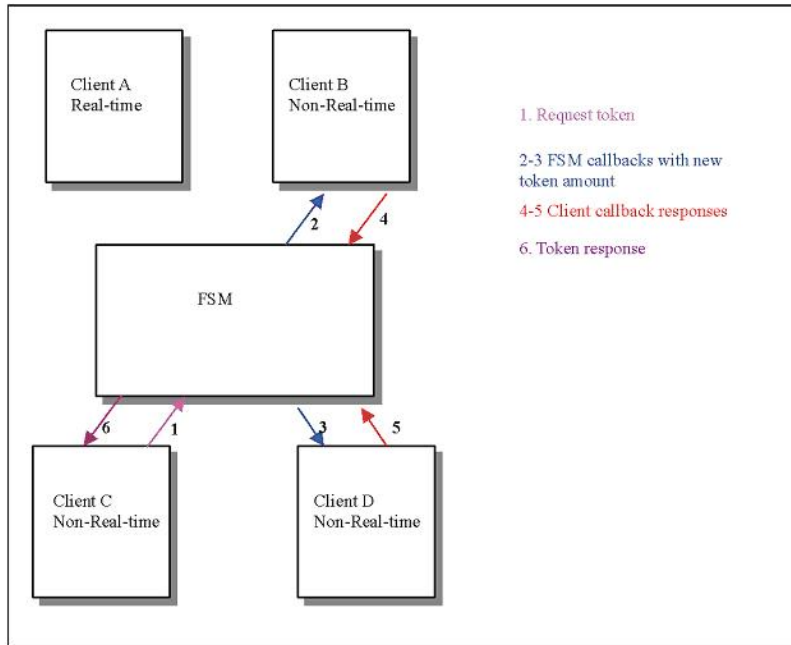 Client A
Real-time
Client B
Non-Real-time
1. Request token
2-3 FSM callbacks with new
token amount
4-5 Client callback responses
6. Token response
2
4
FSM
6
1
3
5
Client C
Non-Real-time
Client D
Non-Real-time